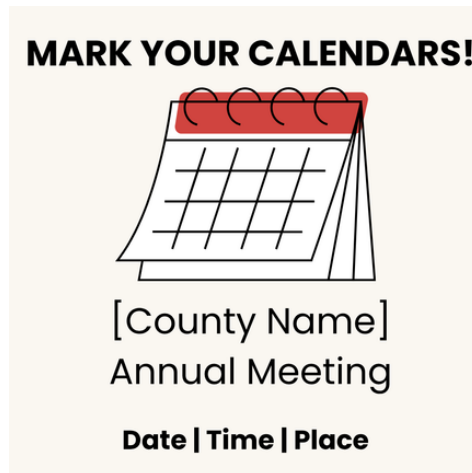 MARK YOUR CALENDARS!
[County Name]
Annual Meeting
Date | Time | Place